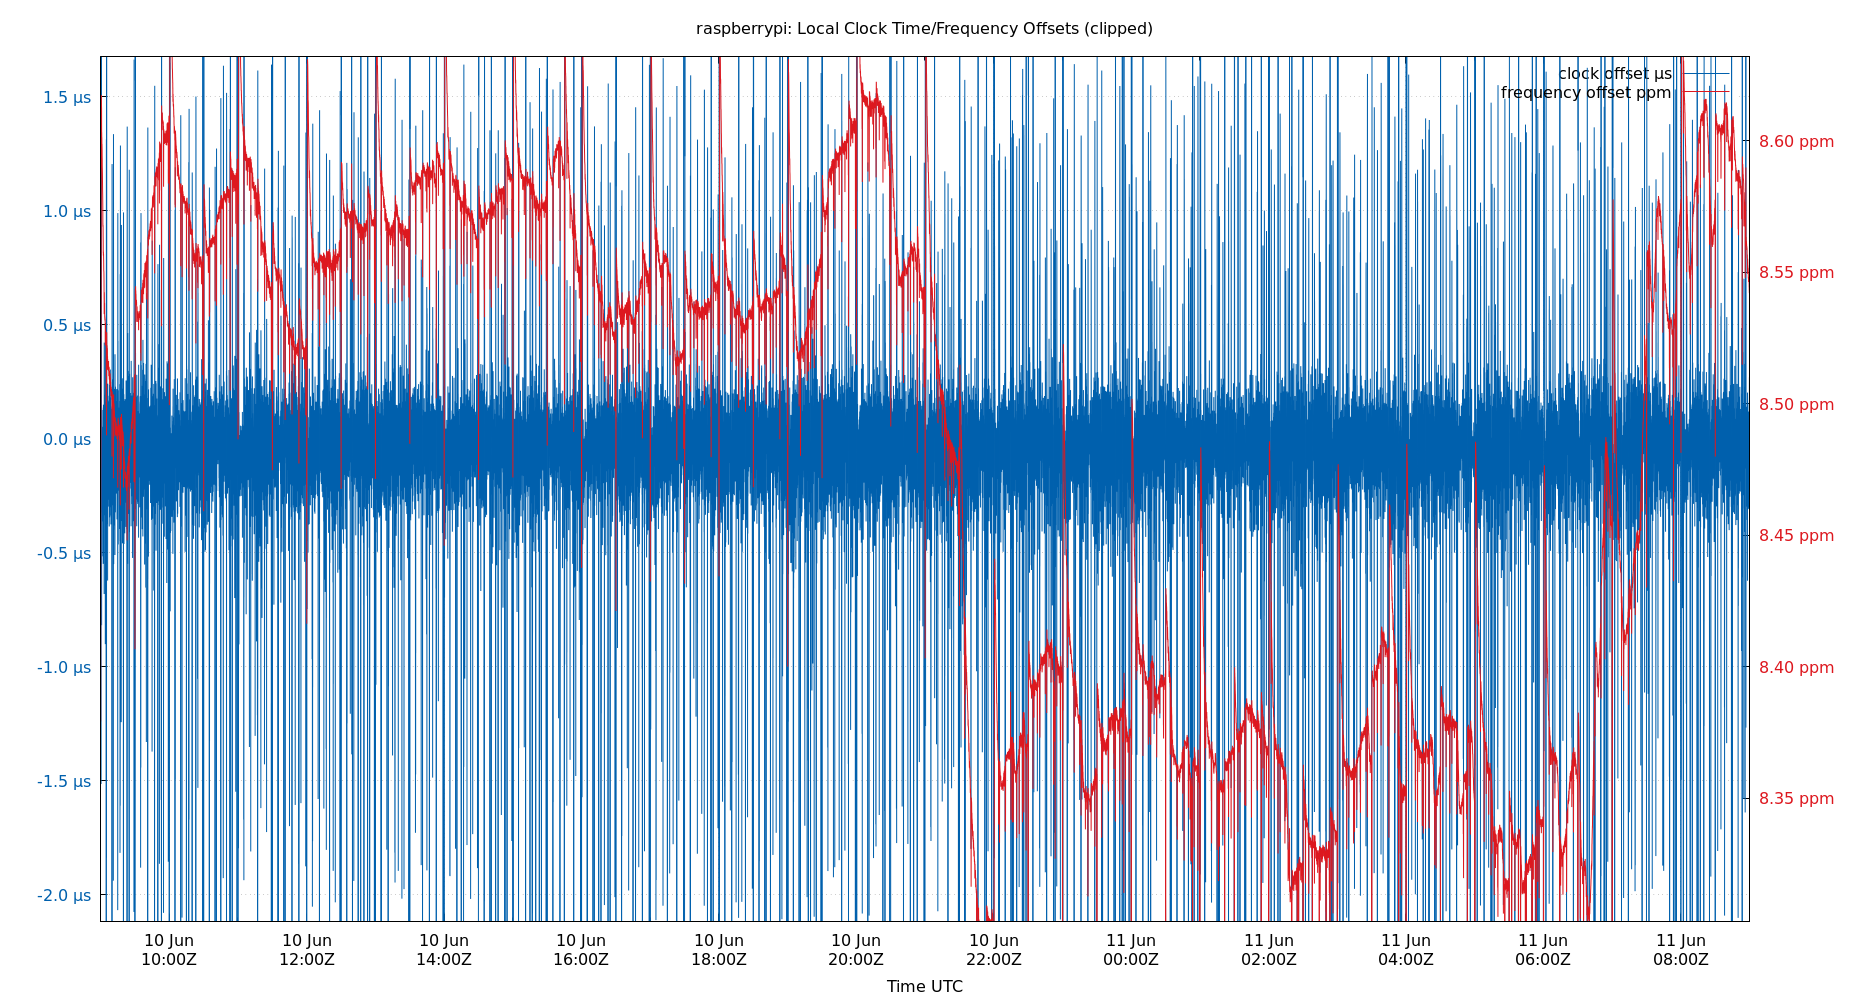 raspberrypi: Local Clock Time/Frequency Offsets (clipped)
clock offset µs
frequency offset ppm
1.5 µs
1.0 µs
0.5 µs
0.0 µs
-0.5 µs
-1.0 µs
-1.5 µs
-2.0 µs
8.60 ppm
8.55 ppm
8.50 ppm
8.45 ppm
8.40 ppm
8.35 ppm
10 Jun 10 Jun 10 Jun 10 Jun 10 Jun 10 Jun 10 Jun 11 Jun 11 Jun 11 Jun 11 Jun 11 Jun
10:00Z 12:00Z 14:00Z 16:00Z 18:00Z 20:00Z 22:00Z 00:00Z 02:00Z 04:00Z 06:00Z 08:00Z
Time UTC